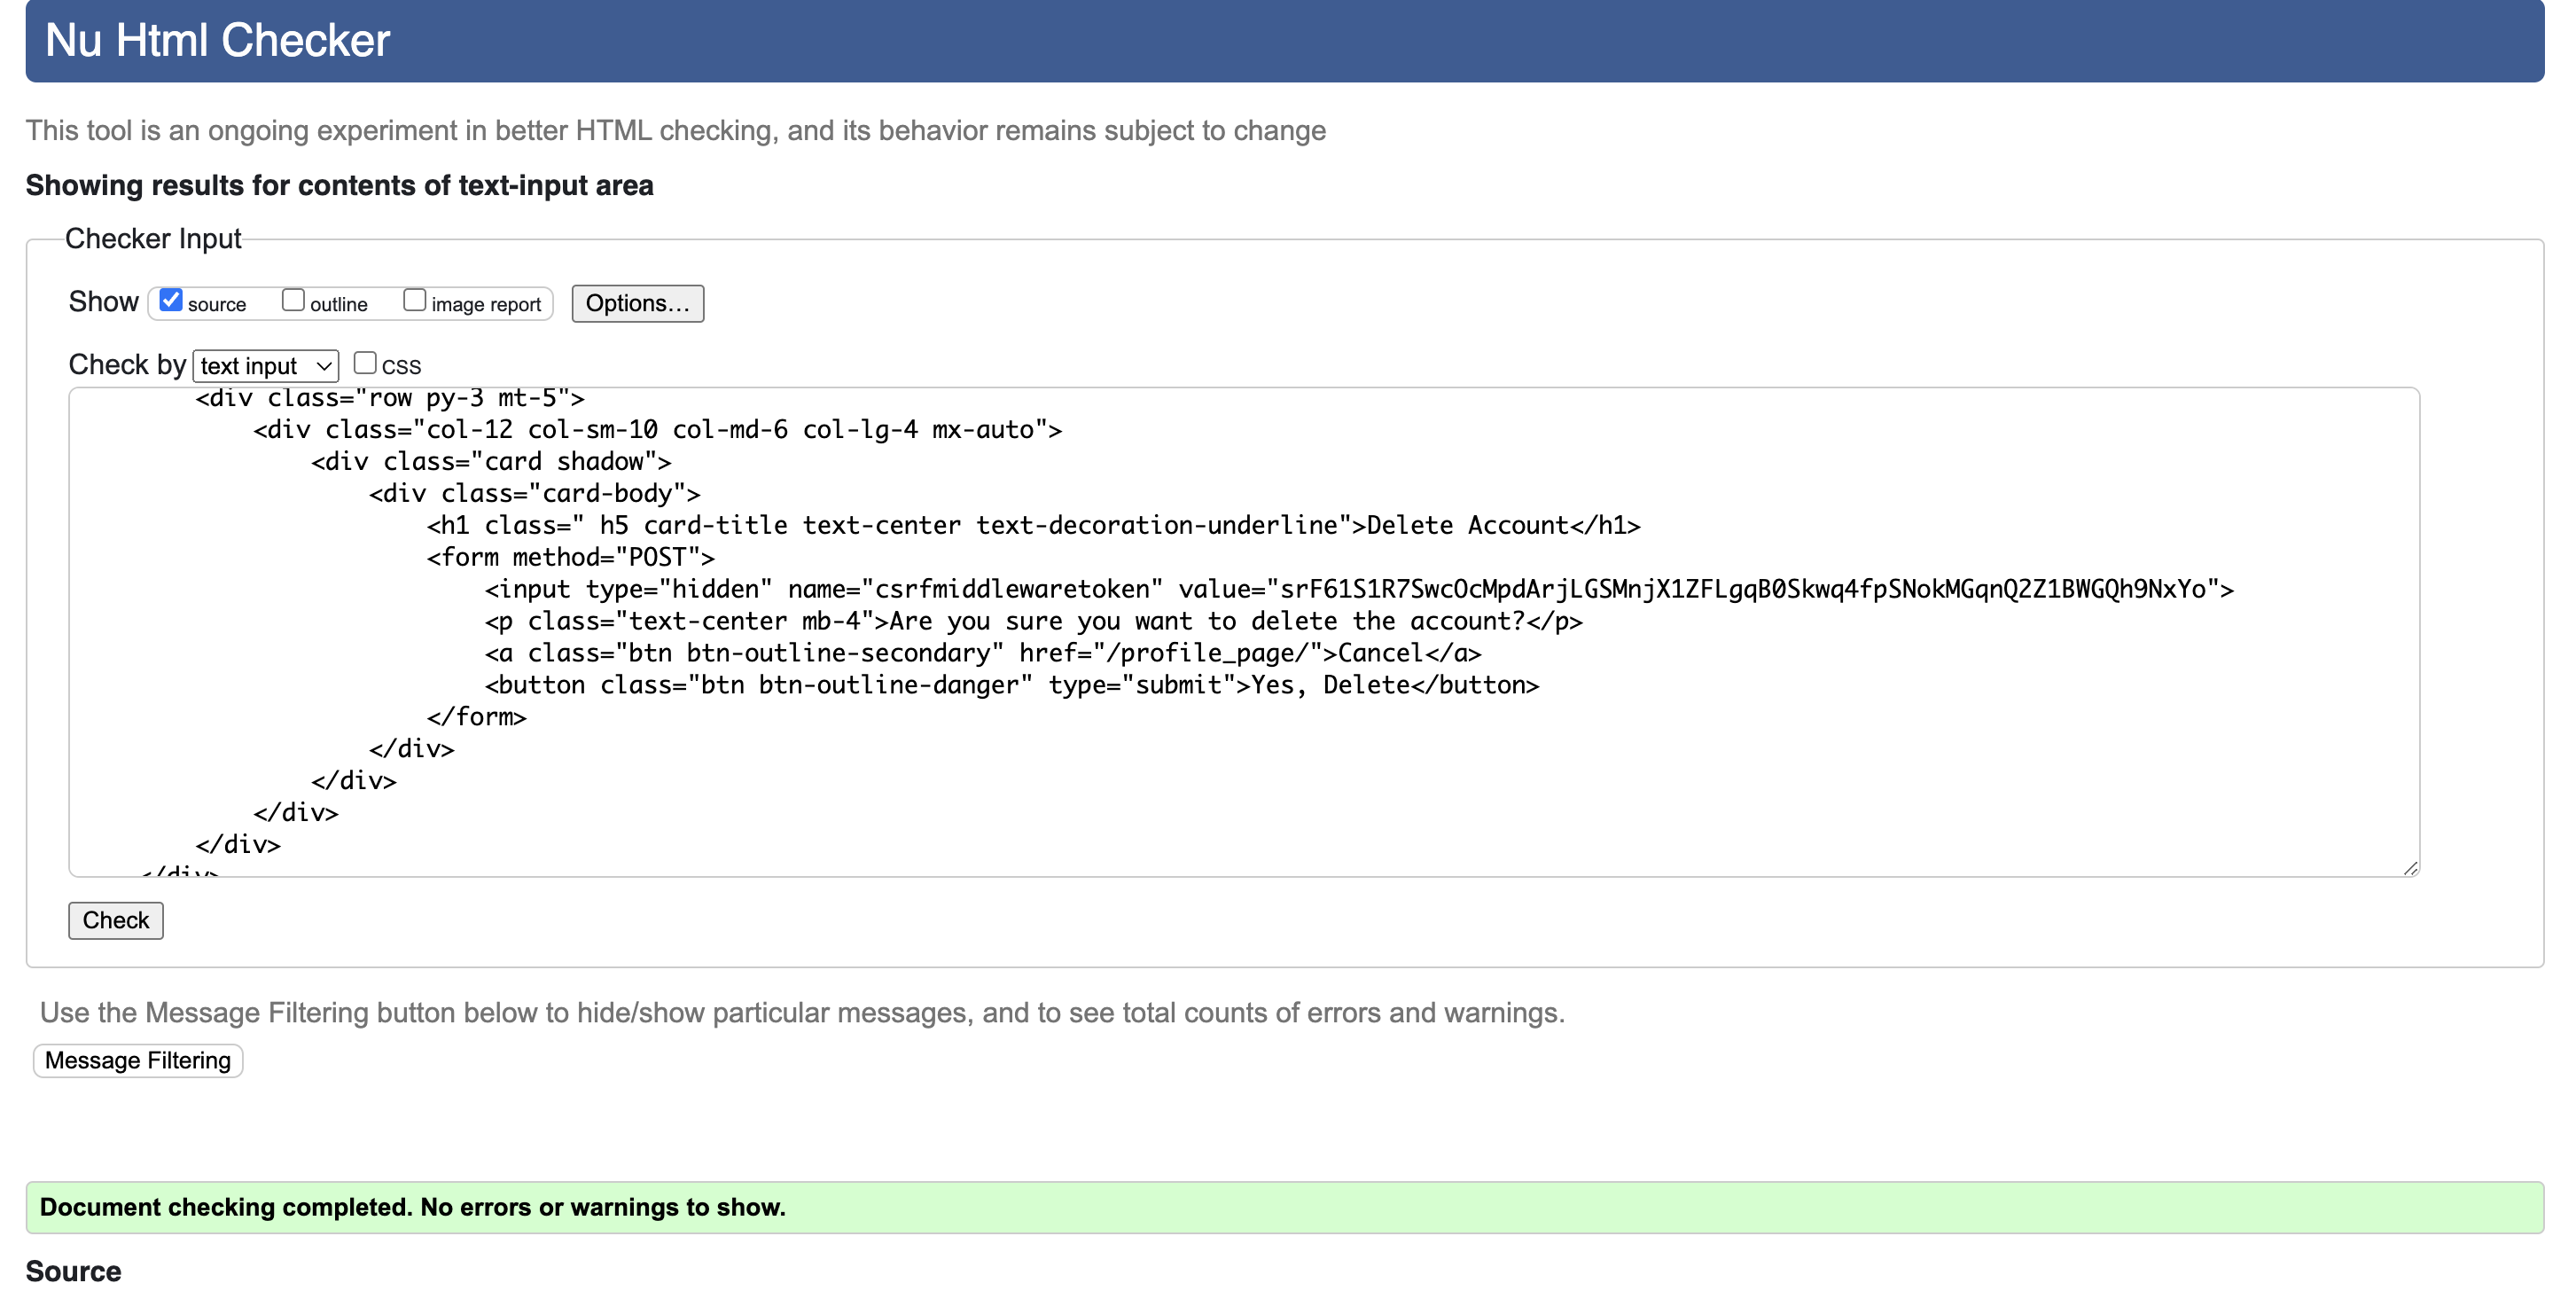 Nu Html Checker
This tool is an ongoing experiment in better HTML checking, and its behavior remains subject to change
Showing results for contents of text-input area
Checker Input
Show source outline image report Options...
Check by text input CSS
<div class="row py-3 mt-5">
<div class="col-12 col-sm-10 col-md-6 col-lg-4 mx-auto">
<div class="card shadow">
<div class="card-body">
<h1 class=" h5 card-title text-center text-decoration-underline">Delete Account</h1>
<form method="POST">
<input type="hidden" name="csrfmiddlewaretoken" value="srF61S1R7SwcOcMpdArjLGSMnjX1ZFLgqB0Skwq4fpSNokMGqnQ2Z1BWGQh9NxYo">
<p class="text-center mb-4">Are you sure you want to delete the account?</p>
<a class="btn btn-outline-secondary" href="/profile_page/">Cancel</a>
<button class="btn btn-outline-danger" type="submit">Yes, Delete</button>
</form>
</div>
</div>
</div>
</div>
</div>
Check
Use the Message Filtering button below to hide/show particular messages, and to see total counts of errors and warnings.
Message Filtering
Document checking completed. No errors or warnings to show.
Source